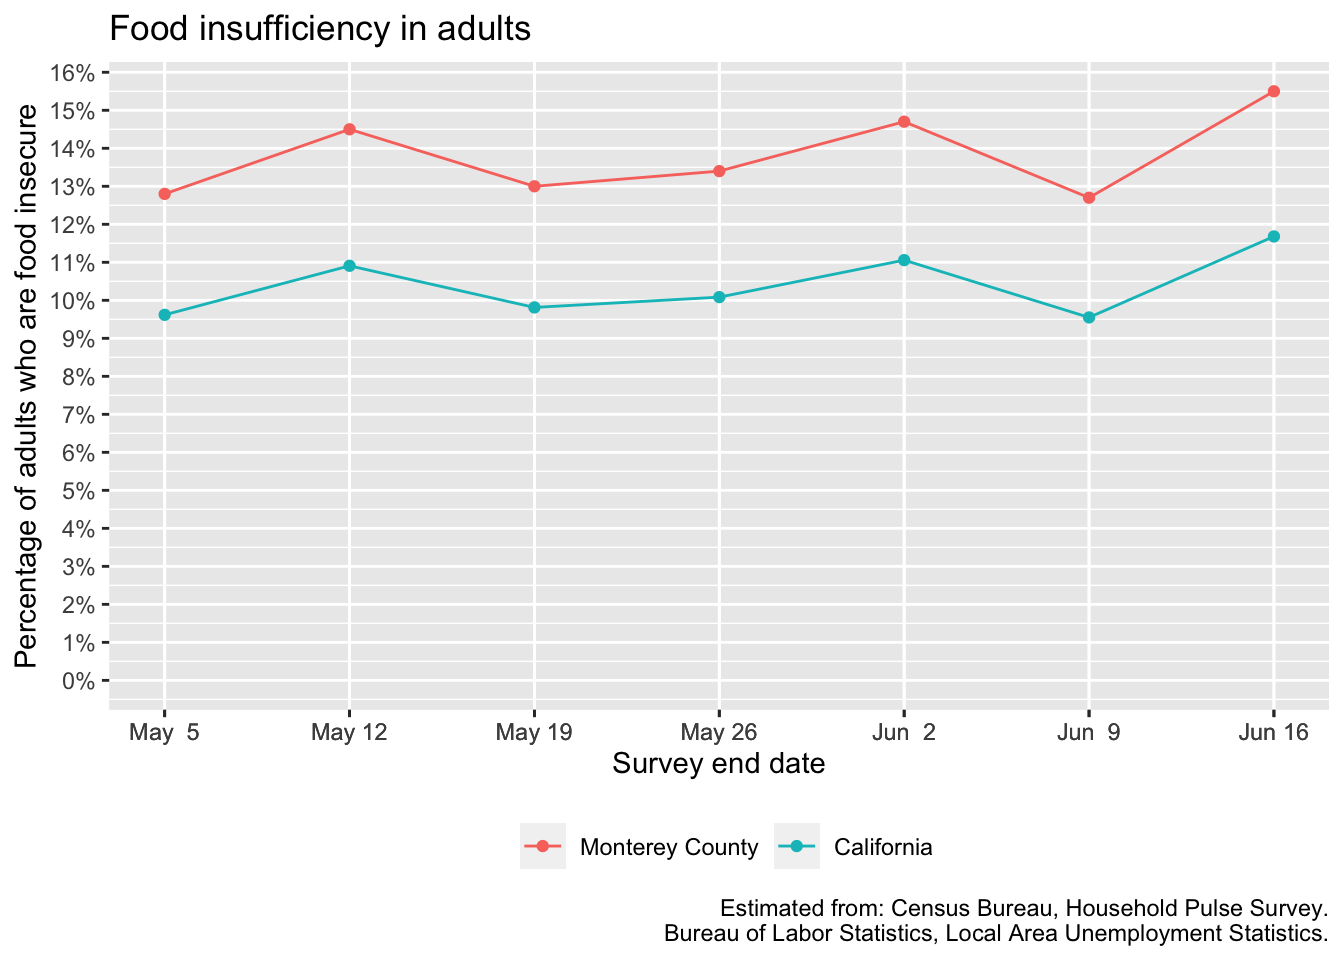 Food insufficiency in adults
Percentage of adults who are food insecure
16%
15%
14%
13%
12%
11%
10%
9%
8%
7%
6%
5%
4%
3%
2%
1%
0%
May  5
May 12
May 19
May 26
Jun  2
Jun  9
Jun 16
Survey end date
Monterey County
California
Estimated from: Census Bureau, Household Pulse Survey.
Bureau of Labor Statistics, Local Area Unemployment Statistics.